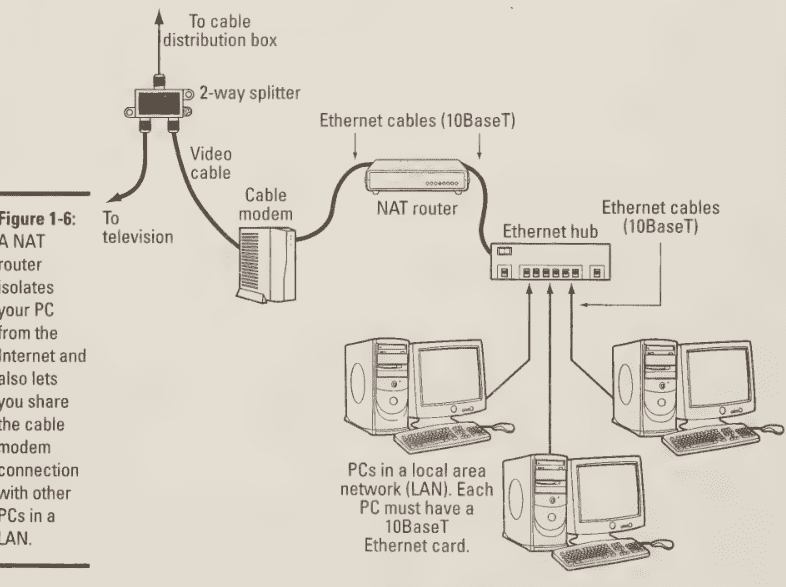 To cable
distribution box
2-way splitter
Ethernet cables (10BaseT)
Video
cable
Cable
modem
NAT router
Ethernet cables
(10BaseT)
Ethernet hub
To
television
Figure 1-6:
A NAT
router
isolates
your PC
from the
Internet and
also lets
you share
the cable
modem
connection
with other
PCs in a
LAN.
PCs in a local area
network (LAN). Each
PC must have a
10BaseT
Ethernet card.